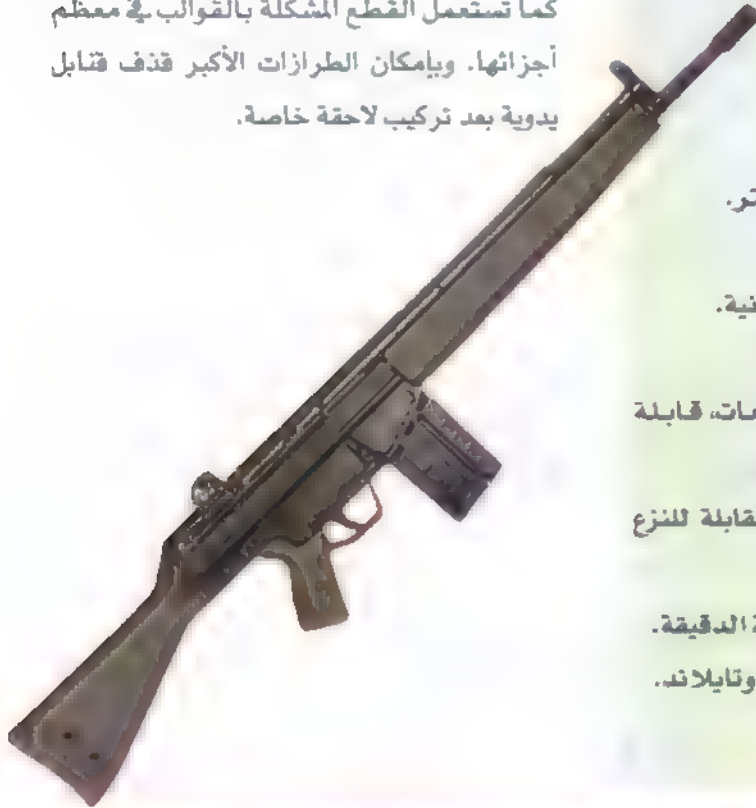 كما تستعمل القطع المشكلة بالقوالب في معظم
أجزائها. وبإمكان الطرازات الأكبر قذف قنابل
يدوية بعد تركيب لاحقة خاصة.
تر.
نية.
ات، قابلة
قابلة للنزع
ة الدقيقة.
وتايلاند.